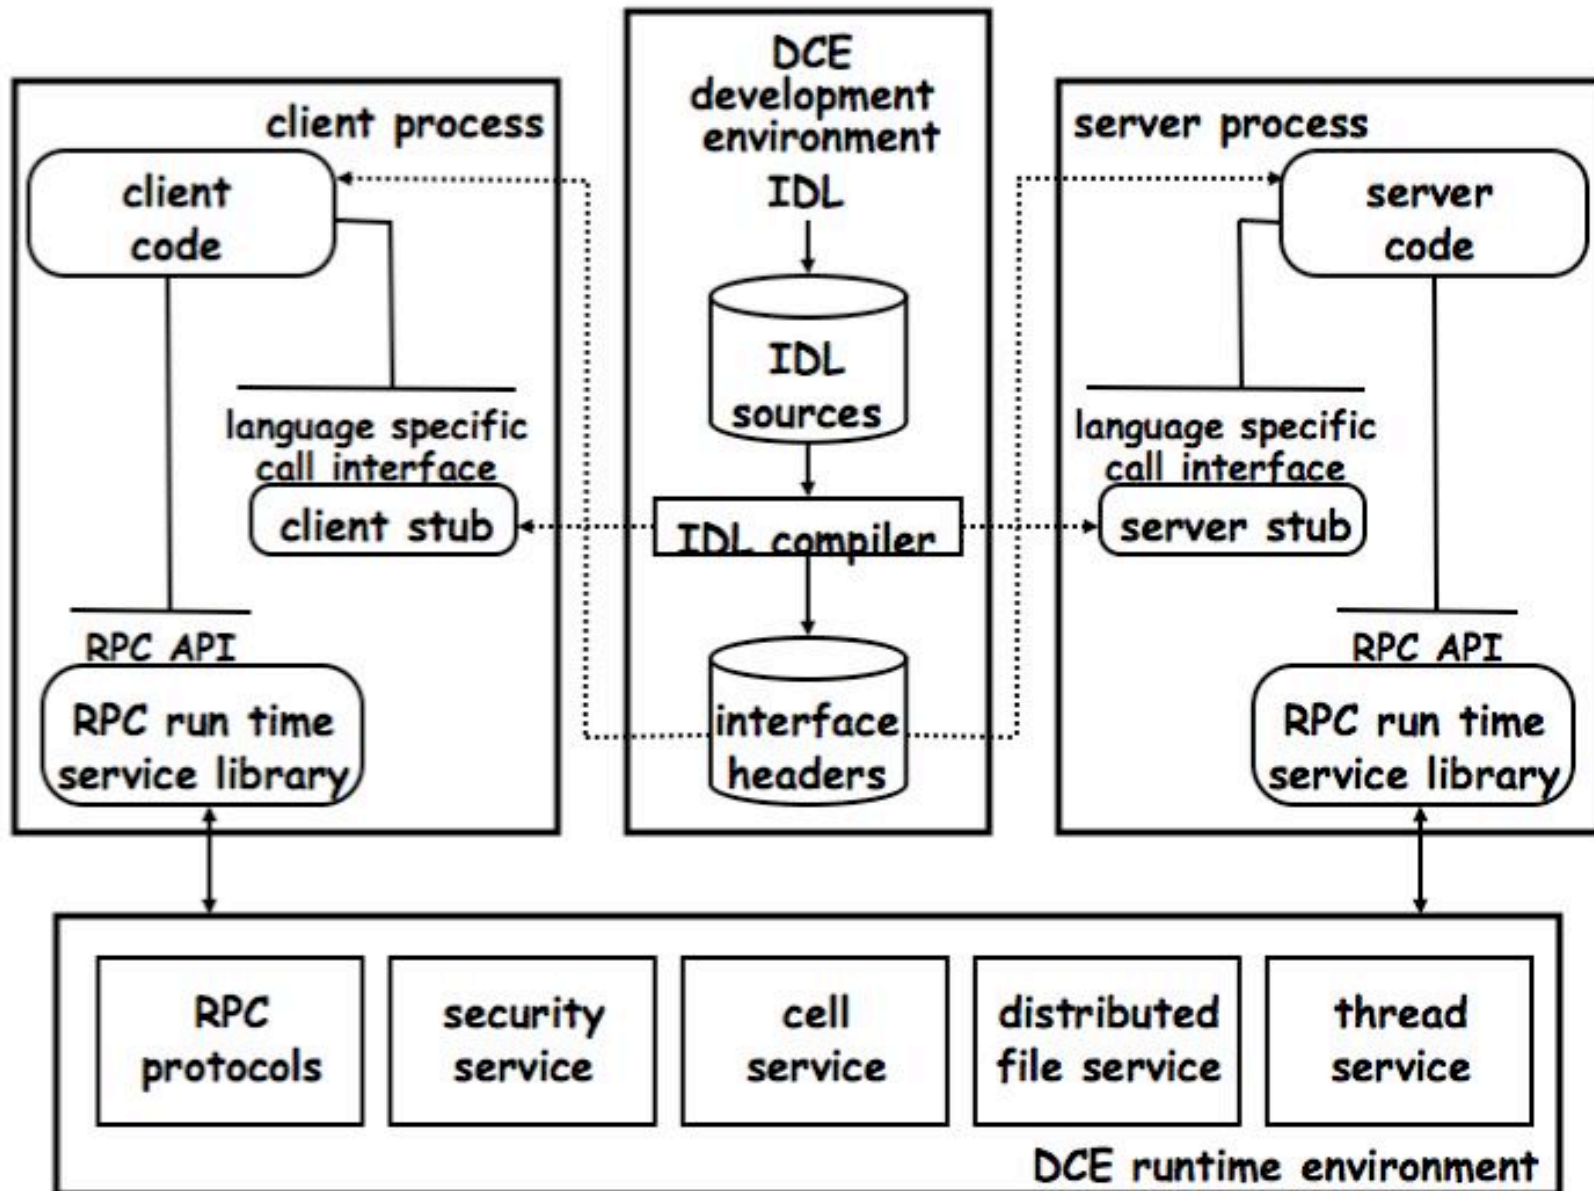 client process
client
code
language specific
call interface
client stub
RPC API
RPC run time
service library
DCE
development
environment
IDL
IDL
sources
IDL compiler
interface
headers
server process
server
code
language specific
call interface
server stub
RPC API
RPC run time
service library
RPC
protocols
security
service
cell
service
distributed
file service
thread
service
DCE runtime environment